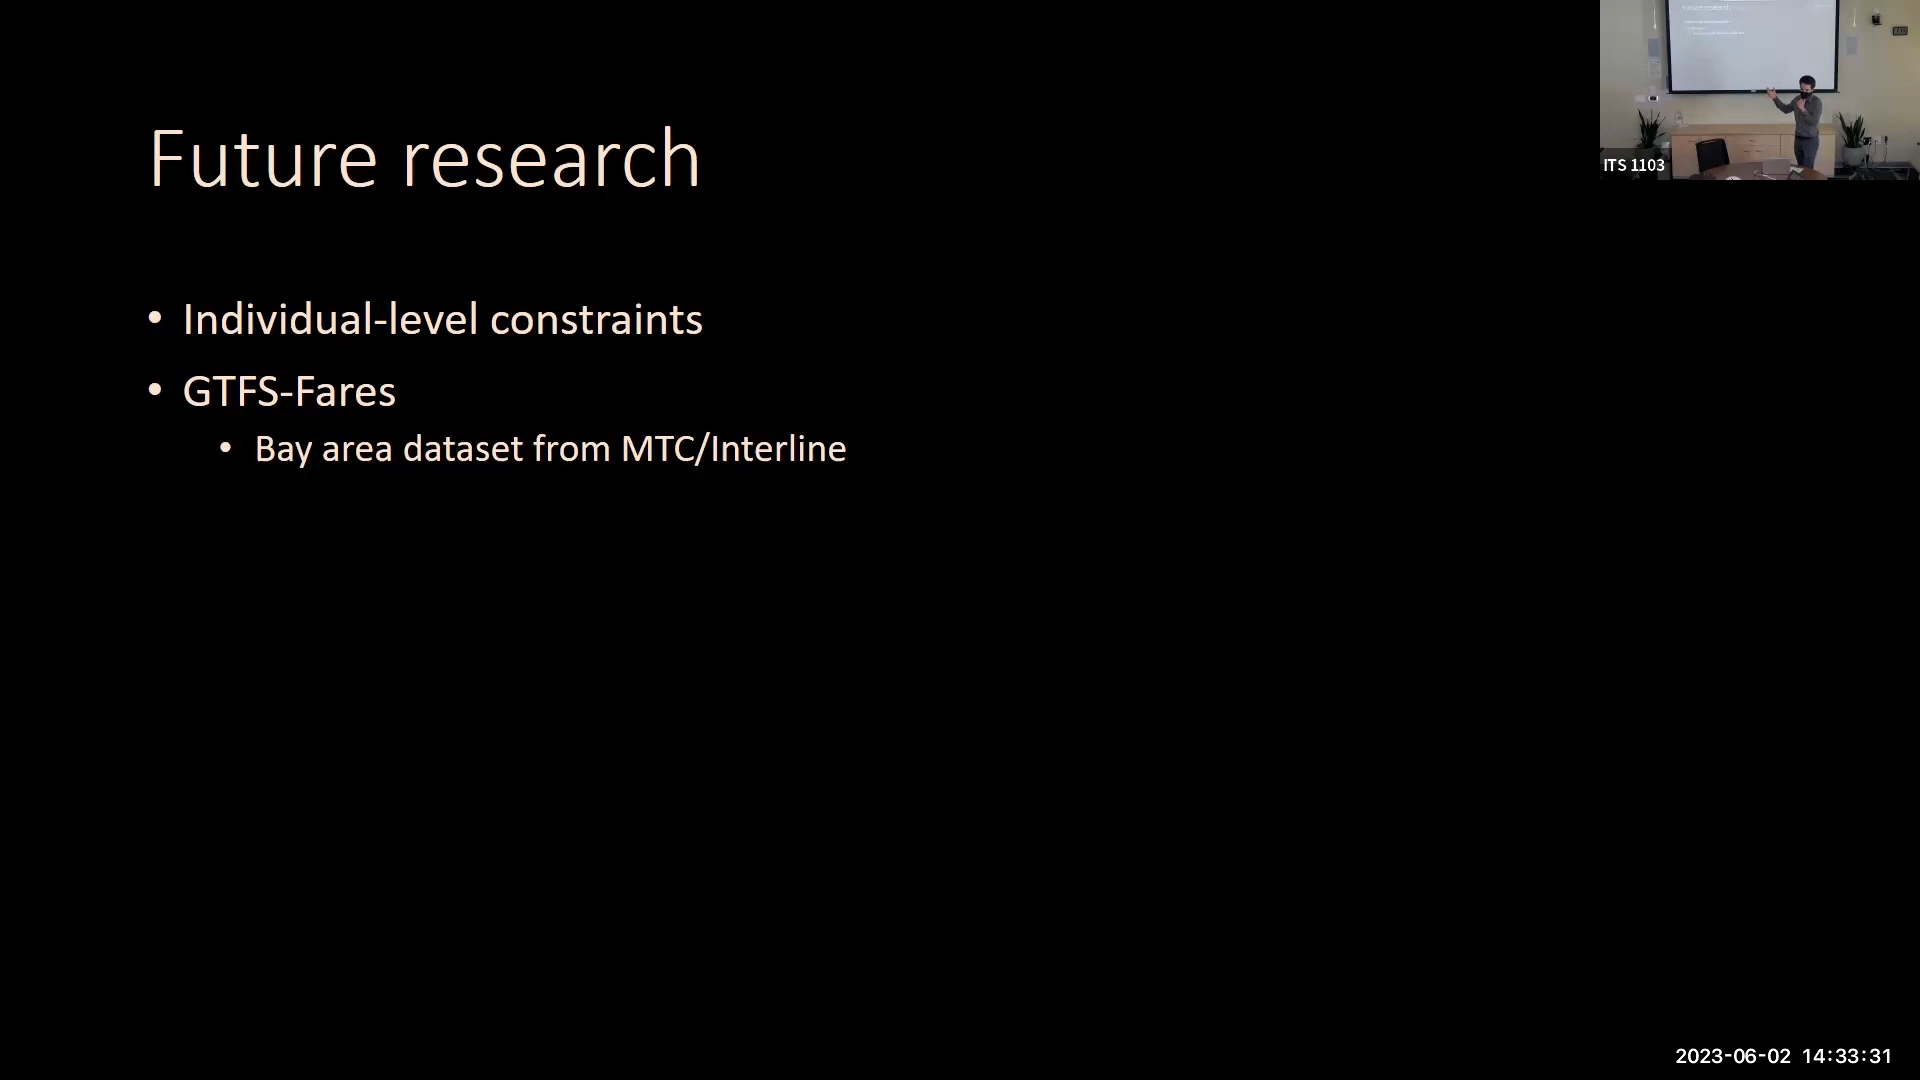 Future research
• Individual-level constraints
• GTFS-Fares
• Bay area dataset from MTC/Interline
ITS 1103
2023-06-02 14:33:31